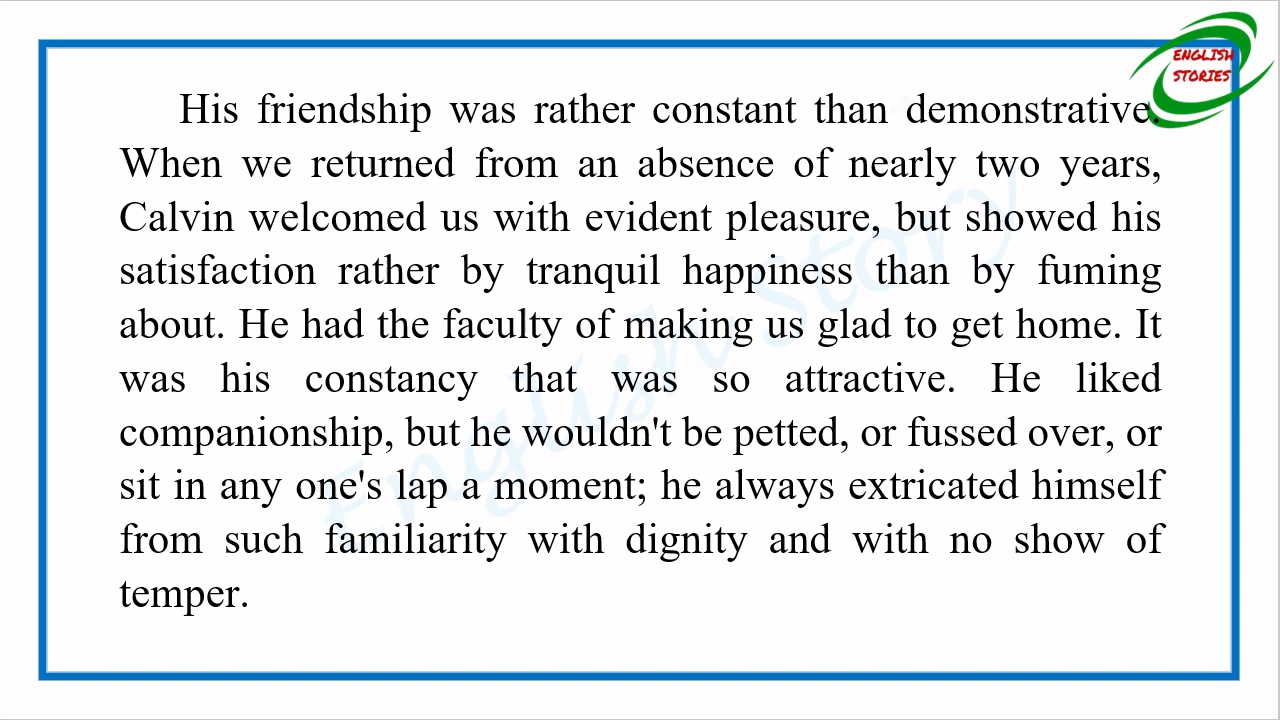 ENGLISH
STORIES
His friendship was rather constant than demonstrative.
When we returned from an absence of nearly two years,
Calvin welcomed us with evident pleasure, but showed his
satisfaction rather by tranquil happiness than by fuming
about. He had the faculty of making us glad to get home. It
was his constancy that was so attractive. He liked
companionship, but he wouldn't be petted, or fussed over, or
sit in any one's lap a moment; he always extricated himself
from such familiarity with dignity and with no show of
temper.
English Story